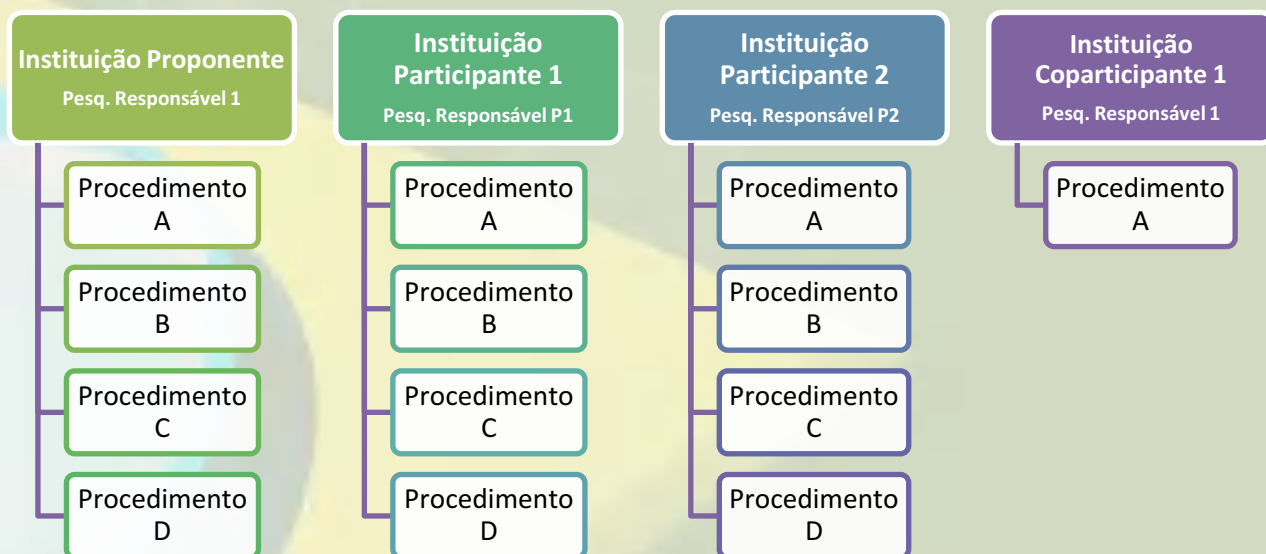 Instituição Proponente
Pesq. Responsável 1
Procedimento
A
Procedimento
B
Procedimento
C
Procedimento
D
Instituição
Participante 1
Pesq. Responsável P1
Procedimento
A
Procedimento
B
Procedimento
C
Procedimento
D
Instituição
Participante 2
Pesq. Responsável P2
Procedimento
A
Procedimento
B
Procedimento
C
Procedimento
D
Instituição
Coparticipante 1
Pesq. Responsável 1
Procedimento
A